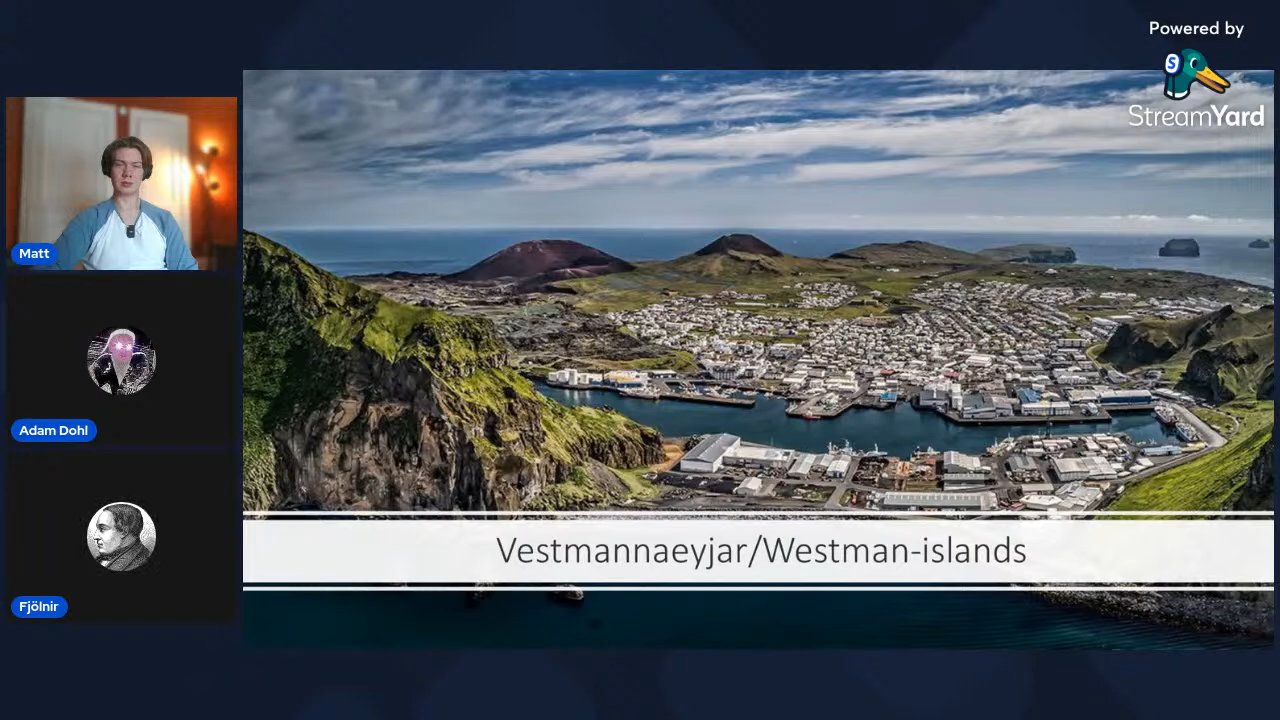 Powered by
StreamYard
Matt
Adam Dohl
Fjölnir
Vestmannaeyjar/Westman-islands